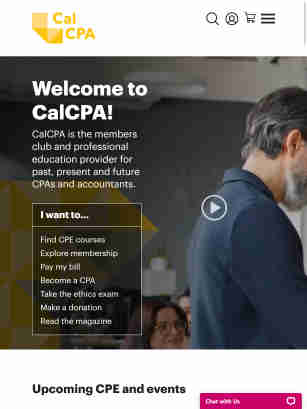 Cal
CPA
Welcome to
CalCPA!
CalCPA is the members
club and professional
education provider for
past, present and future
CPAs and accountants.
I want to...
Find CPE courses
Explore membership
Pay my bill
Become a CPA
Take the ethics exam
Make a donation
Read the magazine
Upcoming CPE and events
Chat with Us